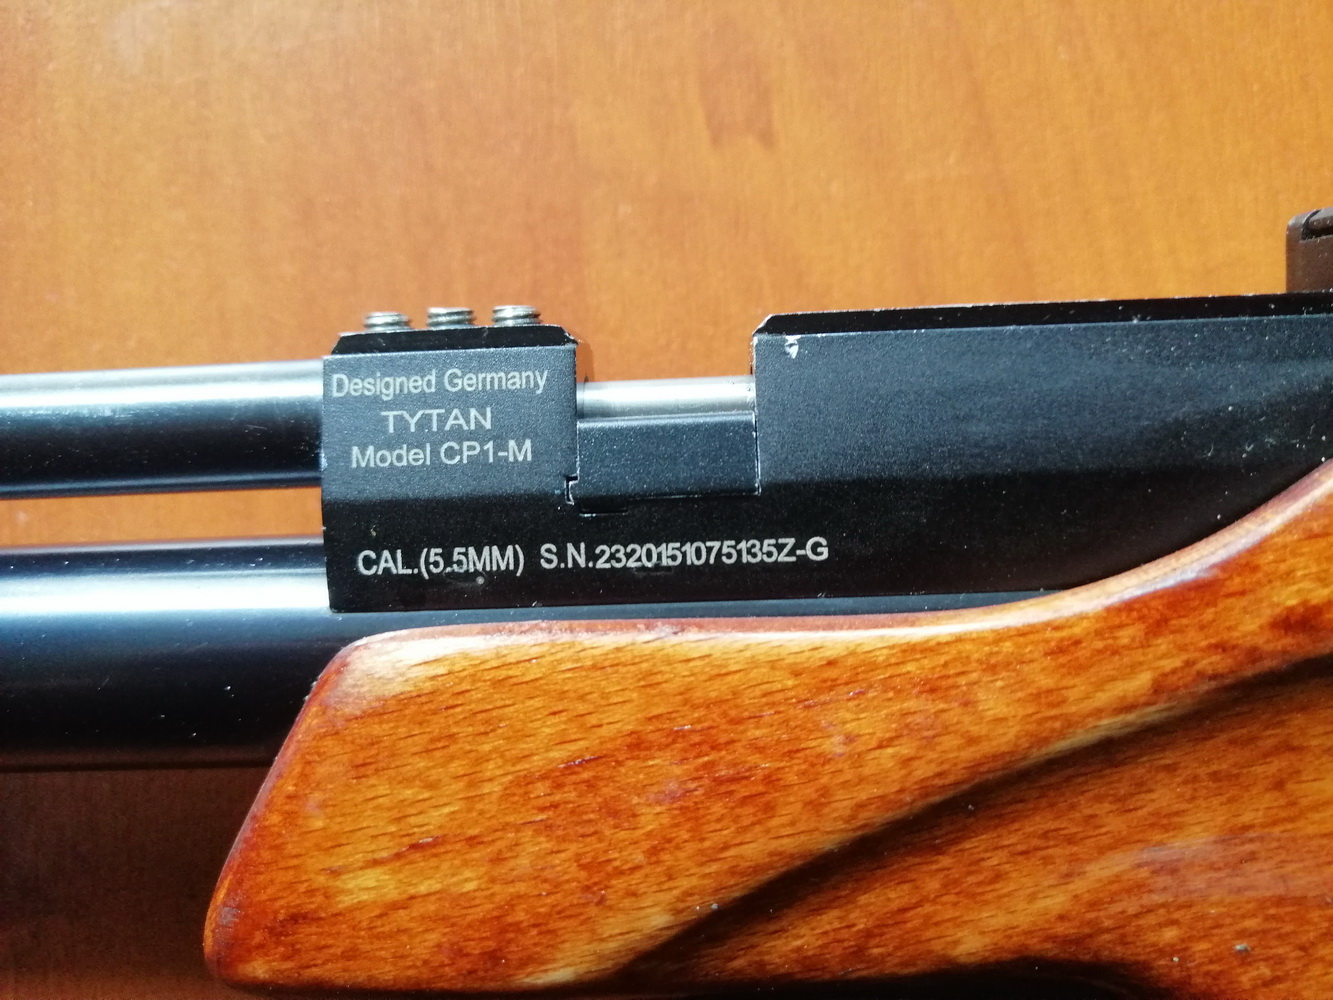 Designed Germany
TYTAN
Model CP1-M
CAL.(5.5MM) S.N.2320151075135Z-G